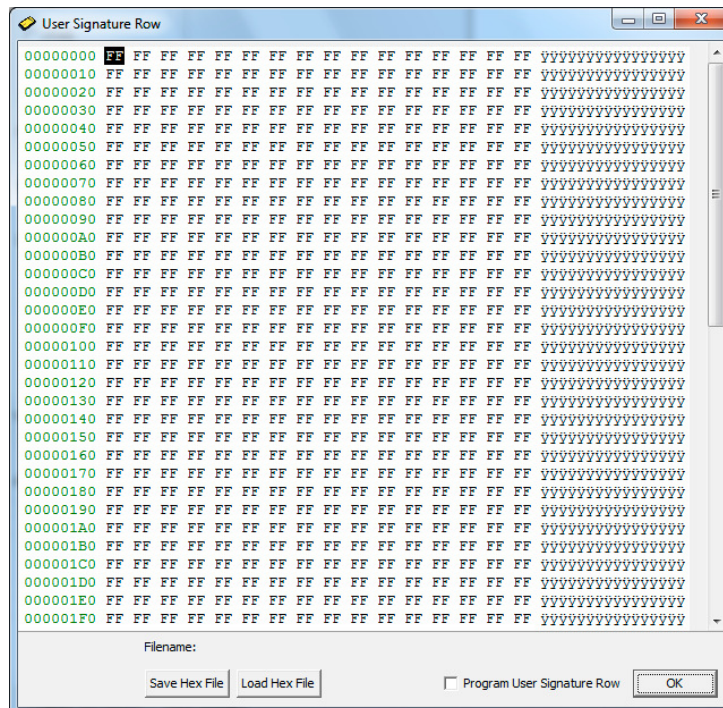 User Signature Row
00000000 FF FF FF FF FF FF FF FF FF FF FF FF FF FF FF FF ÿÿÿÿÿÿÿÿÿÿÿÿÿÿÿÿ
00000010 FF FF FF FF FF FF FF FF FF FF FF FF FF FF FF FF ÿÿÿÿÿÿÿÿÿÿÿÿÿÿÿÿ
00000020 FF FF FF FF FF FF FF FF FF FF FF FF FF FF FF FF ÿÿÿÿÿÿÿÿÿÿÿÿÿÿÿÿ
00000030 FF FF FF FF FF FF FF FF FF FF FF FF FF FF FF FF ÿÿÿÿÿÿÿÿÿÿÿÿÿÿÿÿ
00000040 FF FF FF FF FF FF FF FF FF FF FF FF FF FF FF FF ÿÿÿÿÿÿÿÿÿÿÿÿÿÿÿÿ
00000050 FF FF FF FF FF FF FF FF FF FF FF FF FF FF FF FF ÿÿÿÿÿÿÿÿÿÿÿÿÿÿÿÿ
00000060 FF FF FF FF FF FF FF FF FF FF FF FF FF FF FF FF ÿÿÿÿÿÿÿÿÿÿÿÿÿÿÿÿ
00000070 FF FF FF FF FF FF FF FF FF FF FF FF FF FF FF FF ÿÿÿÿÿÿÿÿÿÿÿÿÿÿÿÿ
00000080 FF FF FF FF FF FF FF FF FF FF FF FF FF FF FF FF ÿÿÿÿÿÿÿÿÿÿÿÿÿÿÿÿ
00000090 FF FF FF FF FF FF FF FF FF FF FF FF FF FF FF FF ÿÿÿÿÿÿÿÿÿÿÿÿÿÿÿÿ
000000A0 FF FF FF FF FF FF FF FF FF FF FF FF FF FF FF FF ÿÿÿÿÿÿÿÿÿÿÿÿÿÿÿÿ
000000B0 FF FF FF FF FF FF FF FF FF FF FF FF FF FF FF FF ÿÿÿÿÿÿÿÿÿÿÿÿÿÿÿÿ
000000C0 FF FF FF FF FF FF FF FF FF FF FF FF FF FF FF FF ÿÿÿÿÿÿÿÿÿÿÿÿÿÿÿÿ
000000D0 FF FF FF FF FF FF FF FF FF FF FF FF FF FF FF FF ÿÿÿÿÿÿÿÿÿÿÿÿÿÿÿÿ
000000E0 FF FF FF FF FF FF FF FF FF FF FF FF FF FF FF FF ÿÿÿÿÿÿÿÿÿÿÿÿÿÿÿÿ
000000F0 FF FF FF FF FF FF FF FF FF FF FF FF FF FF FF FF ÿÿÿÿÿÿÿÿÿÿÿÿÿÿÿÿ
00000100 FF FF FF FF FF FF FF FF FF FF FF FF FF FF FF FF ÿÿÿÿÿÿÿÿÿÿÿÿÿÿÿÿ
00000110 FF FF FF FF FF FF FF FF FF FF FF FF FF FF FF FF ÿÿÿÿÿÿÿÿÿÿÿÿÿÿÿÿ
00000120 FF FF FF FF FF FF FF FF FF FF FF FF FF FF FF FF ÿÿÿÿÿÿÿÿÿÿÿÿÿÿÿÿ
00000130 FF FF FF FF FF FF FF FF FF FF FF FF FF FF FF FF ÿÿÿÿÿÿÿÿÿÿÿÿÿÿÿÿ
00000140 FF FF FF FF FF FF FF FF FF FF FF FF FF FF FF FF ÿÿÿÿÿÿÿÿÿÿÿÿÿÿÿÿ
00000150 FF FF FF FF FF FF FF FF FF FF FF FF FF FF FF FF ÿÿÿÿÿÿÿÿÿÿÿÿÿÿÿÿ
00000160 FF FF FF FF FF FF FF FF FF FF FF FF FF FF FF FF ÿÿÿÿÿÿÿÿÿÿÿÿÿÿÿÿ
00000170 FF FF FF FF FF FF FF FF FF FF FF FF FF FF FF FF ÿÿÿÿÿÿÿÿÿÿÿÿÿÿÿÿ
00000180 FF FF FF FF FF FF FF FF FF FF FF FF FF FF FF FF ÿÿÿÿÿÿÿÿÿÿÿÿÿÿÿÿ
00000190 FF FF FF FF FF FF FF FF FF FF FF FF FF FF FF FF ÿÿÿÿÿÿÿÿÿÿÿÿÿÿÿÿ
000001A0 FF FF FF FF FF FF FF FF FF FF FF FF FF FF FF FF ÿÿÿÿÿÿÿÿÿÿÿÿÿÿÿÿ
000001B0 FF FF FF FF FF FF FF FF FF FF FF FF FF FF FF FF ÿÿÿÿÿÿÿÿÿÿÿÿÿÿÿÿ
000001C0 FF FF FF FF FF FF FF FF FF FF FF FF FF FF FF FF ÿÿÿÿÿÿÿÿÿÿÿÿÿÿÿÿ
000001D0 FF FF FF FF FF FF FF FF FF FF FF FF FF FF FF FF ÿÿÿÿÿÿÿÿÿÿÿÿÿÿÿÿ
000001E0 FF FF FF FF FF FF FF FF FF FF FF FF FF FF FF FF ÿÿÿÿÿÿÿÿÿÿÿÿÿÿÿÿ
000001F0 FF FF FF FF FF FF FF FF FF FF FF FF FF FF FF FF ÿÿÿÿÿÿÿÿÿÿÿÿÿÿÿÿ
Filename:
Save Hex File Load Hex File Program User Signature Row OK